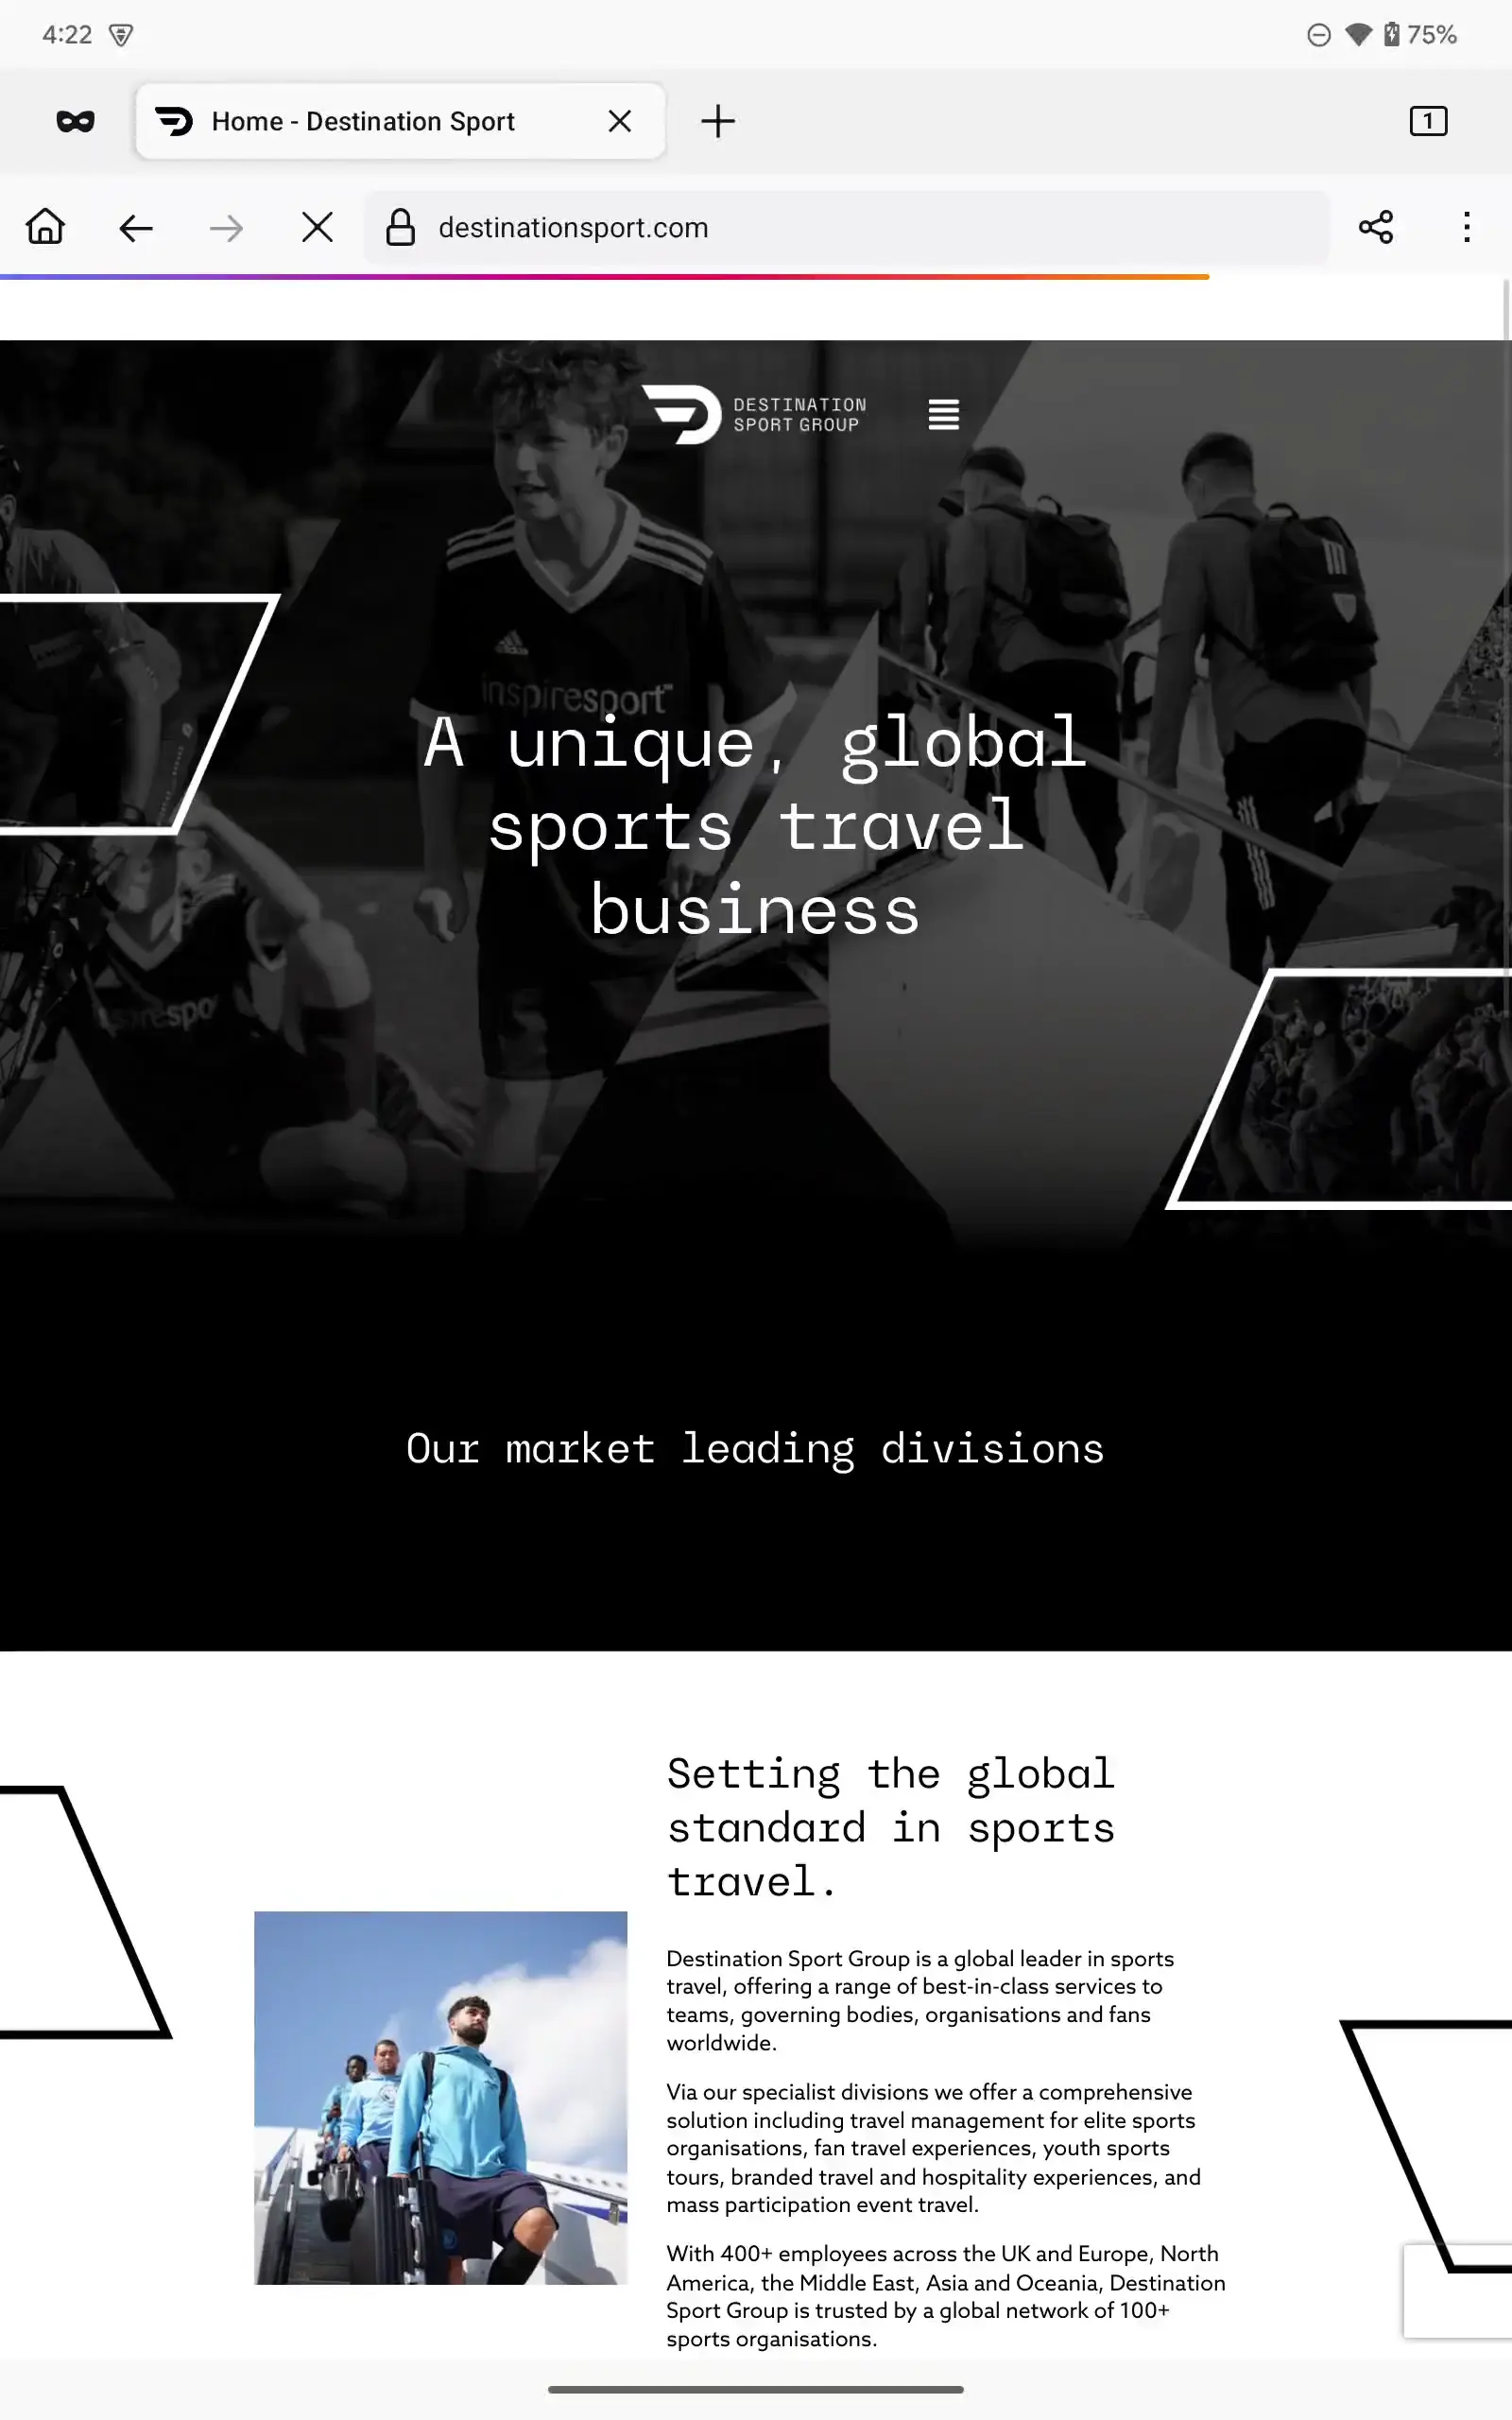 4:22
75%
Home - Destination Sport
1
destinationsport.com
DESTINATION
SPORT GROUP
inspiresport™
A unique, global
sports travel
business
Our market leading divisions
Setting the global
standard in sports
travel.
Destination Sport Group is a global leader in sports
travel, offering a range of best-in-class services to
teams, governing bodies, organisations and fans
worldwide.
Via our specialist divisions we offer a comprehensive
solution including travel management for elite sports
organisations, fan travel experiences, youth sports
tours, branded travel and hospitality experiences, and
mass participation event travel.
With 400+ employees across the UK and Europe, North
America, the Middle East, Asia and Oceania, Destination
Sport Group is trusted by a global network of 100+
sports organisations.